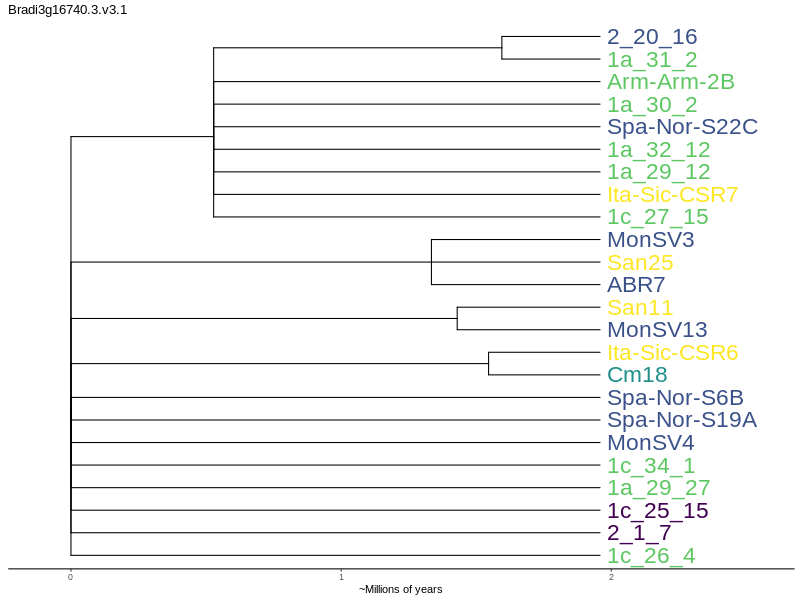 Bradi3g16740.3.v3.1
2_20_16
1a_31_2
Arm-Arm-2B
1a_30_2
Spa-Nor-S22C
1a_32_12
1a_29_12
Ita-Sic-CSR7
1c_27_15
MonSV3
San25
ABR7
San11
MonSV13
Ita-Sic-CSR6
Cm18
Spa-Nor-S6B
Spa-Nor-S19A
MonSV4
1c_34_1
1a_29_27
1c_25_15
2_1_7
1c_26_4
0 1 2
~Millions of years